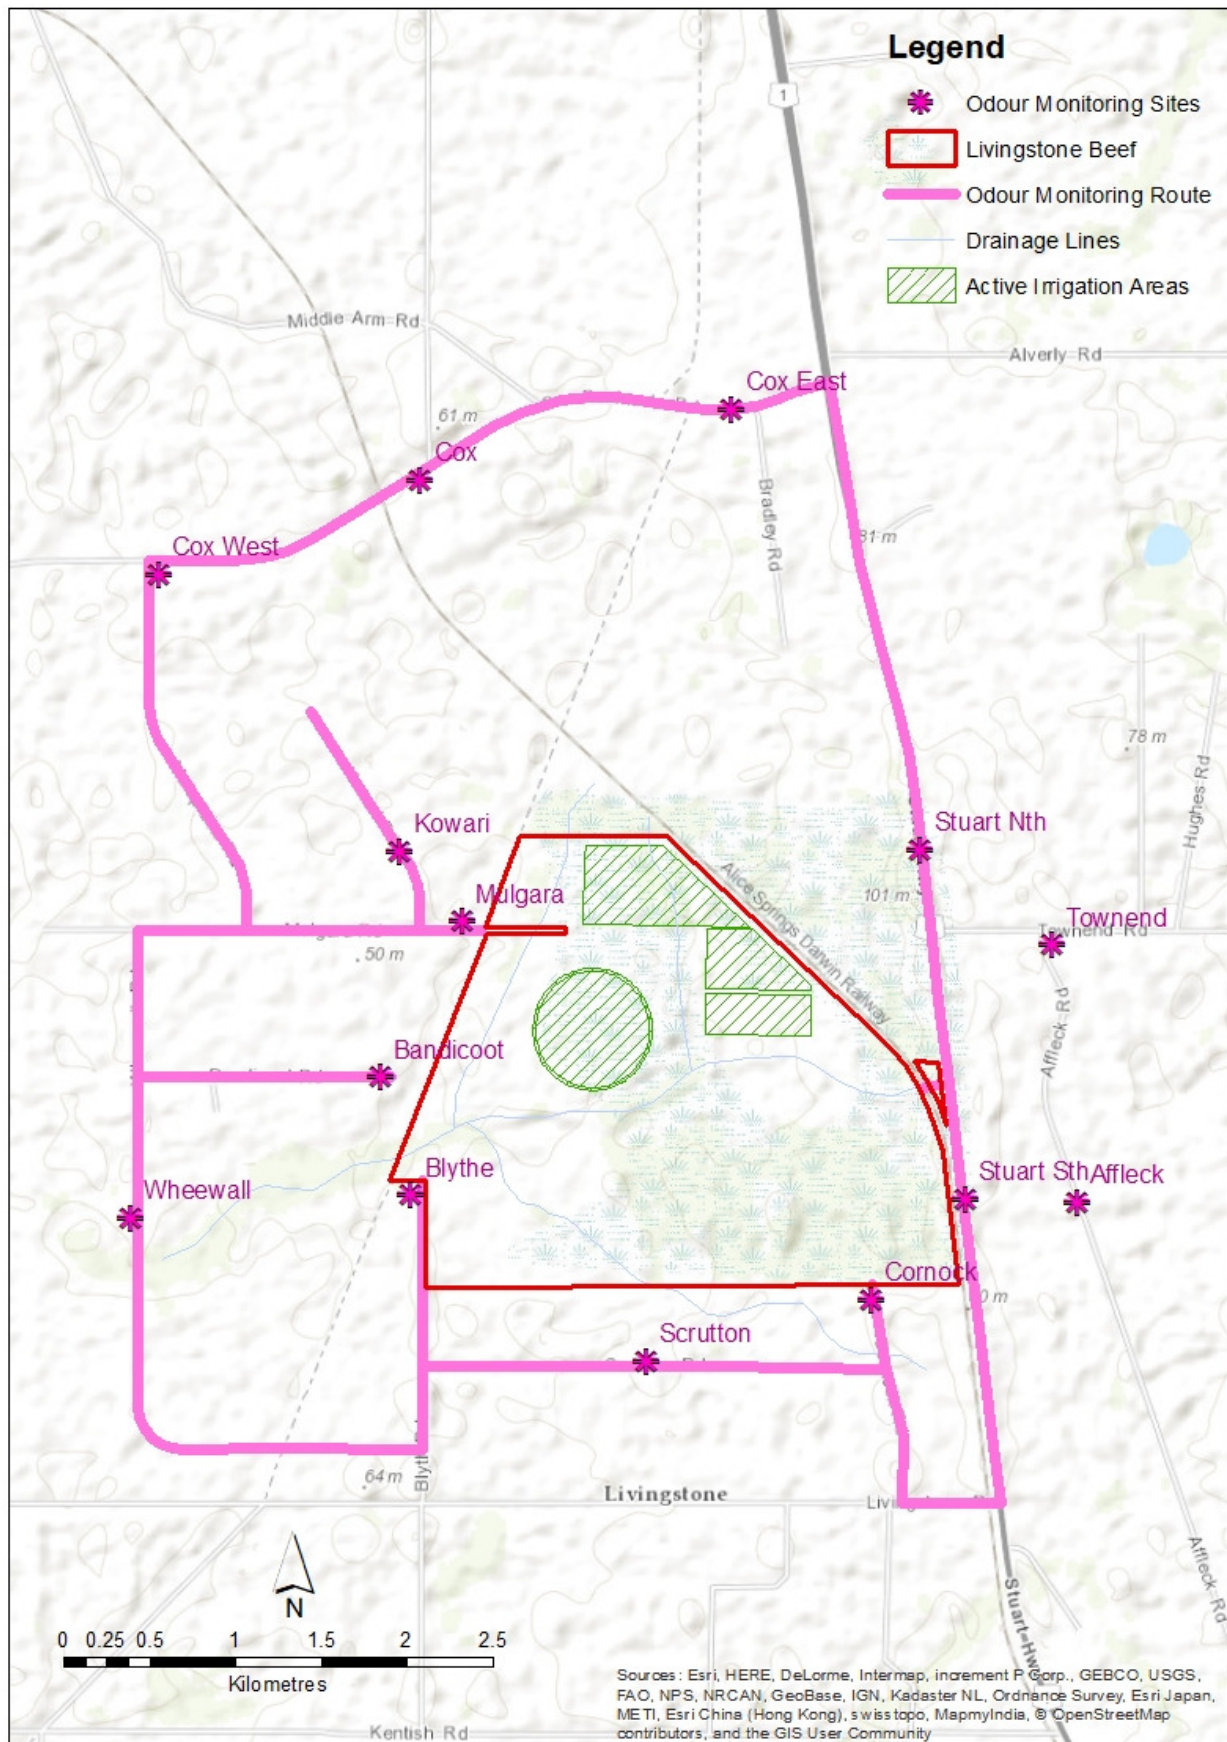 Legend
1
Odour Monitoring Sites
Livingstone Beef
Odour Monitoring Route
Drainage Lines
Active Irrigation Areas
Middle Arm Rd
Alverly Rd
Cox East
61 m
Cox
Bradley Rd
81 m
Cox West
78 m
Hughes Rd
Kowari
Stuart Nth
Alice Springs Darwin Railway
101 m
Mulgara
Townend
Townend Rd
50 m
Affleck Rd
Bandicoot
Blythe
Wheewall
Stuart Sth
Affleck
Cornock
0 m
Scrutton
64 m
Livingstone
Affleck Rd
Stuart Hwy
N
0 0.25 0.5 1 1.5 2 2.5
Kilometres
Kentish Rd
Sources: Esri, HERE, DeLorme, Intermap, increment P Corp., GEBCO, USGS,
FAO, NPS, NRCAN, GeoBase, IGN, Kadaster NL, Ordnance Survey, Esri Japan,
METI, Esri China (Hong Kong), swisstopo, MapmyIndia, © OpenStreetMap
contributors, and the GIS User Community